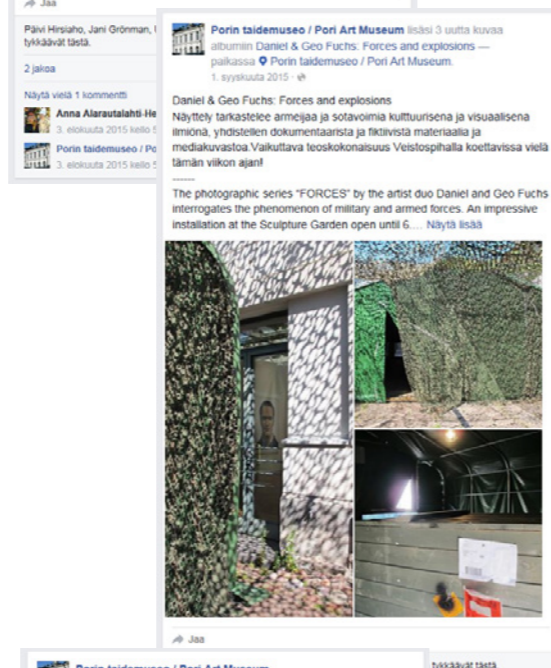 Jaa
Päivi Hirsiaho, Jani Grönman,
tykkäävät tästä.
2 jakoa
Näytä vielä 1 kommentti
Anna Alarautalahti-He
3. elokuuta 2015 kello 5
Porin taidemuseo / Po
3. elokuuta 2015 kello 5
Porin taidemuseo / Pori Art Museum lisäsi 3 uutta kuvaa
albumiin Daniel & Geo Fuchs: Forces and explosions —
paikassa Porin taidemuseo / Pori Art Museum.
1. syyskuuta 2015 ·
Daniel & Geo Fuchs: Forces and explosions
Näyttely tarkastelee armeijaa ja sotavoimia kulttuurisena ja visuaalisena
ilmiönä, yhdistellen dokumentaarista ja fiktiivistä materiaalia ja
mediakuvastoa.Vaikuttava teoskokonaisuus Veistospihalla koettavissa vielä
tämän viikon ajan!
------
The photographic series "FORCES" by the artist duo Daniel and Geo Fuchs
interrogates the phenomenon of military and armed forces. An impressive
installation at the Sculpture Garden open until 6.… Näytä lisää
Jaa
Porin taidemuseo / Pori Art Museum
tykkäävät tästä